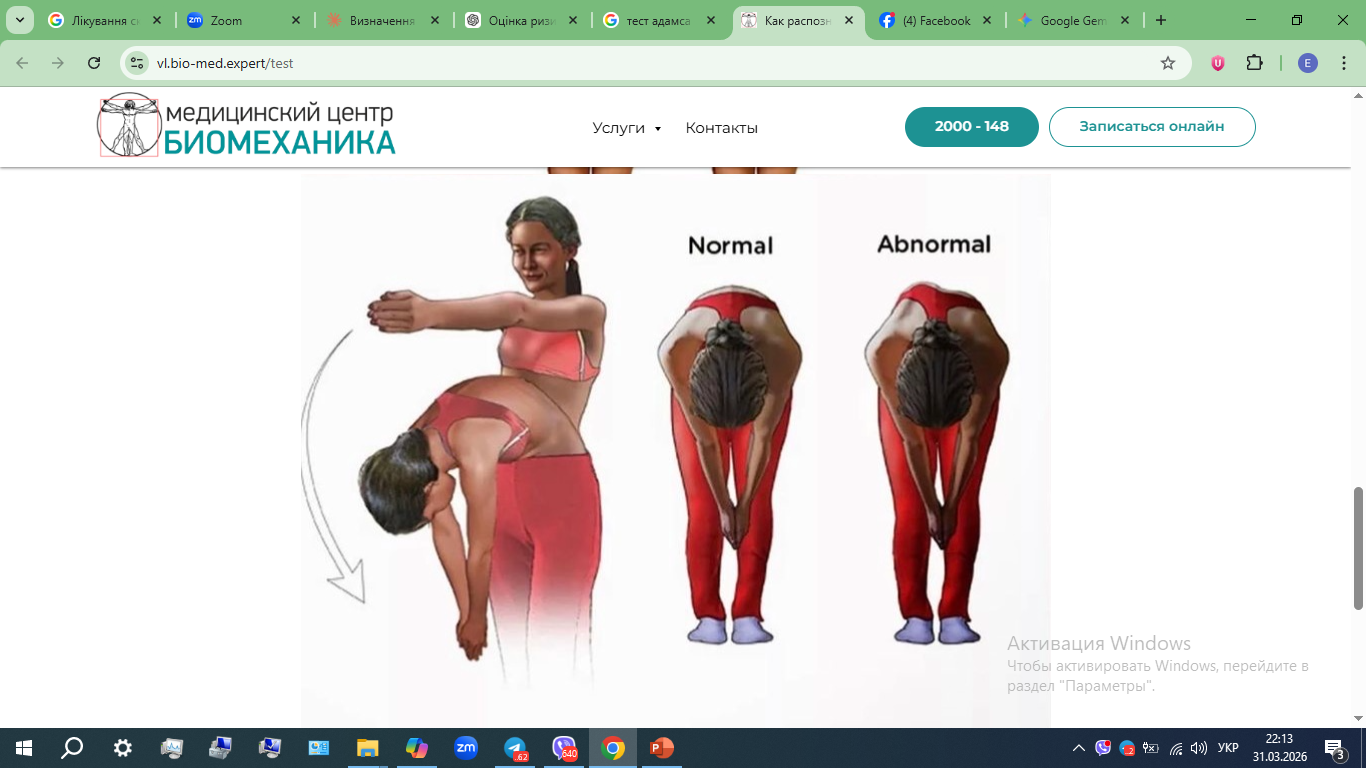 Лікування ск
Zoom
Визначення
Оцінка ризи
тест адамса
Как распозн
(4) Facebook
Google Gem
vl.bio-med.expert/test
U
E
медицинский центр
БИОМЕХАНИКА
Услуги
Контакты
2000 - 148
Записаться онлайн
Normal
Abnormal
Активация Windows
Чтобы активировать Windows, перейдите в
раздел "Параметры".
zm
.62
640
P
УКР
22:13
31.03.2026
3